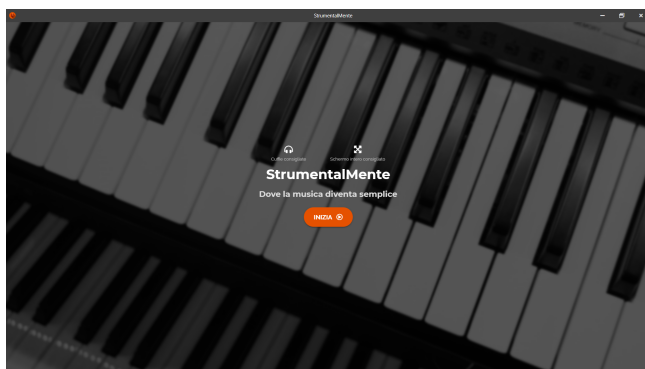 StrumentalMente
Cuffie consigliate
Schermo intero consigliato
StrumentalMente
Dove la musica diventa semplice
INIZIA